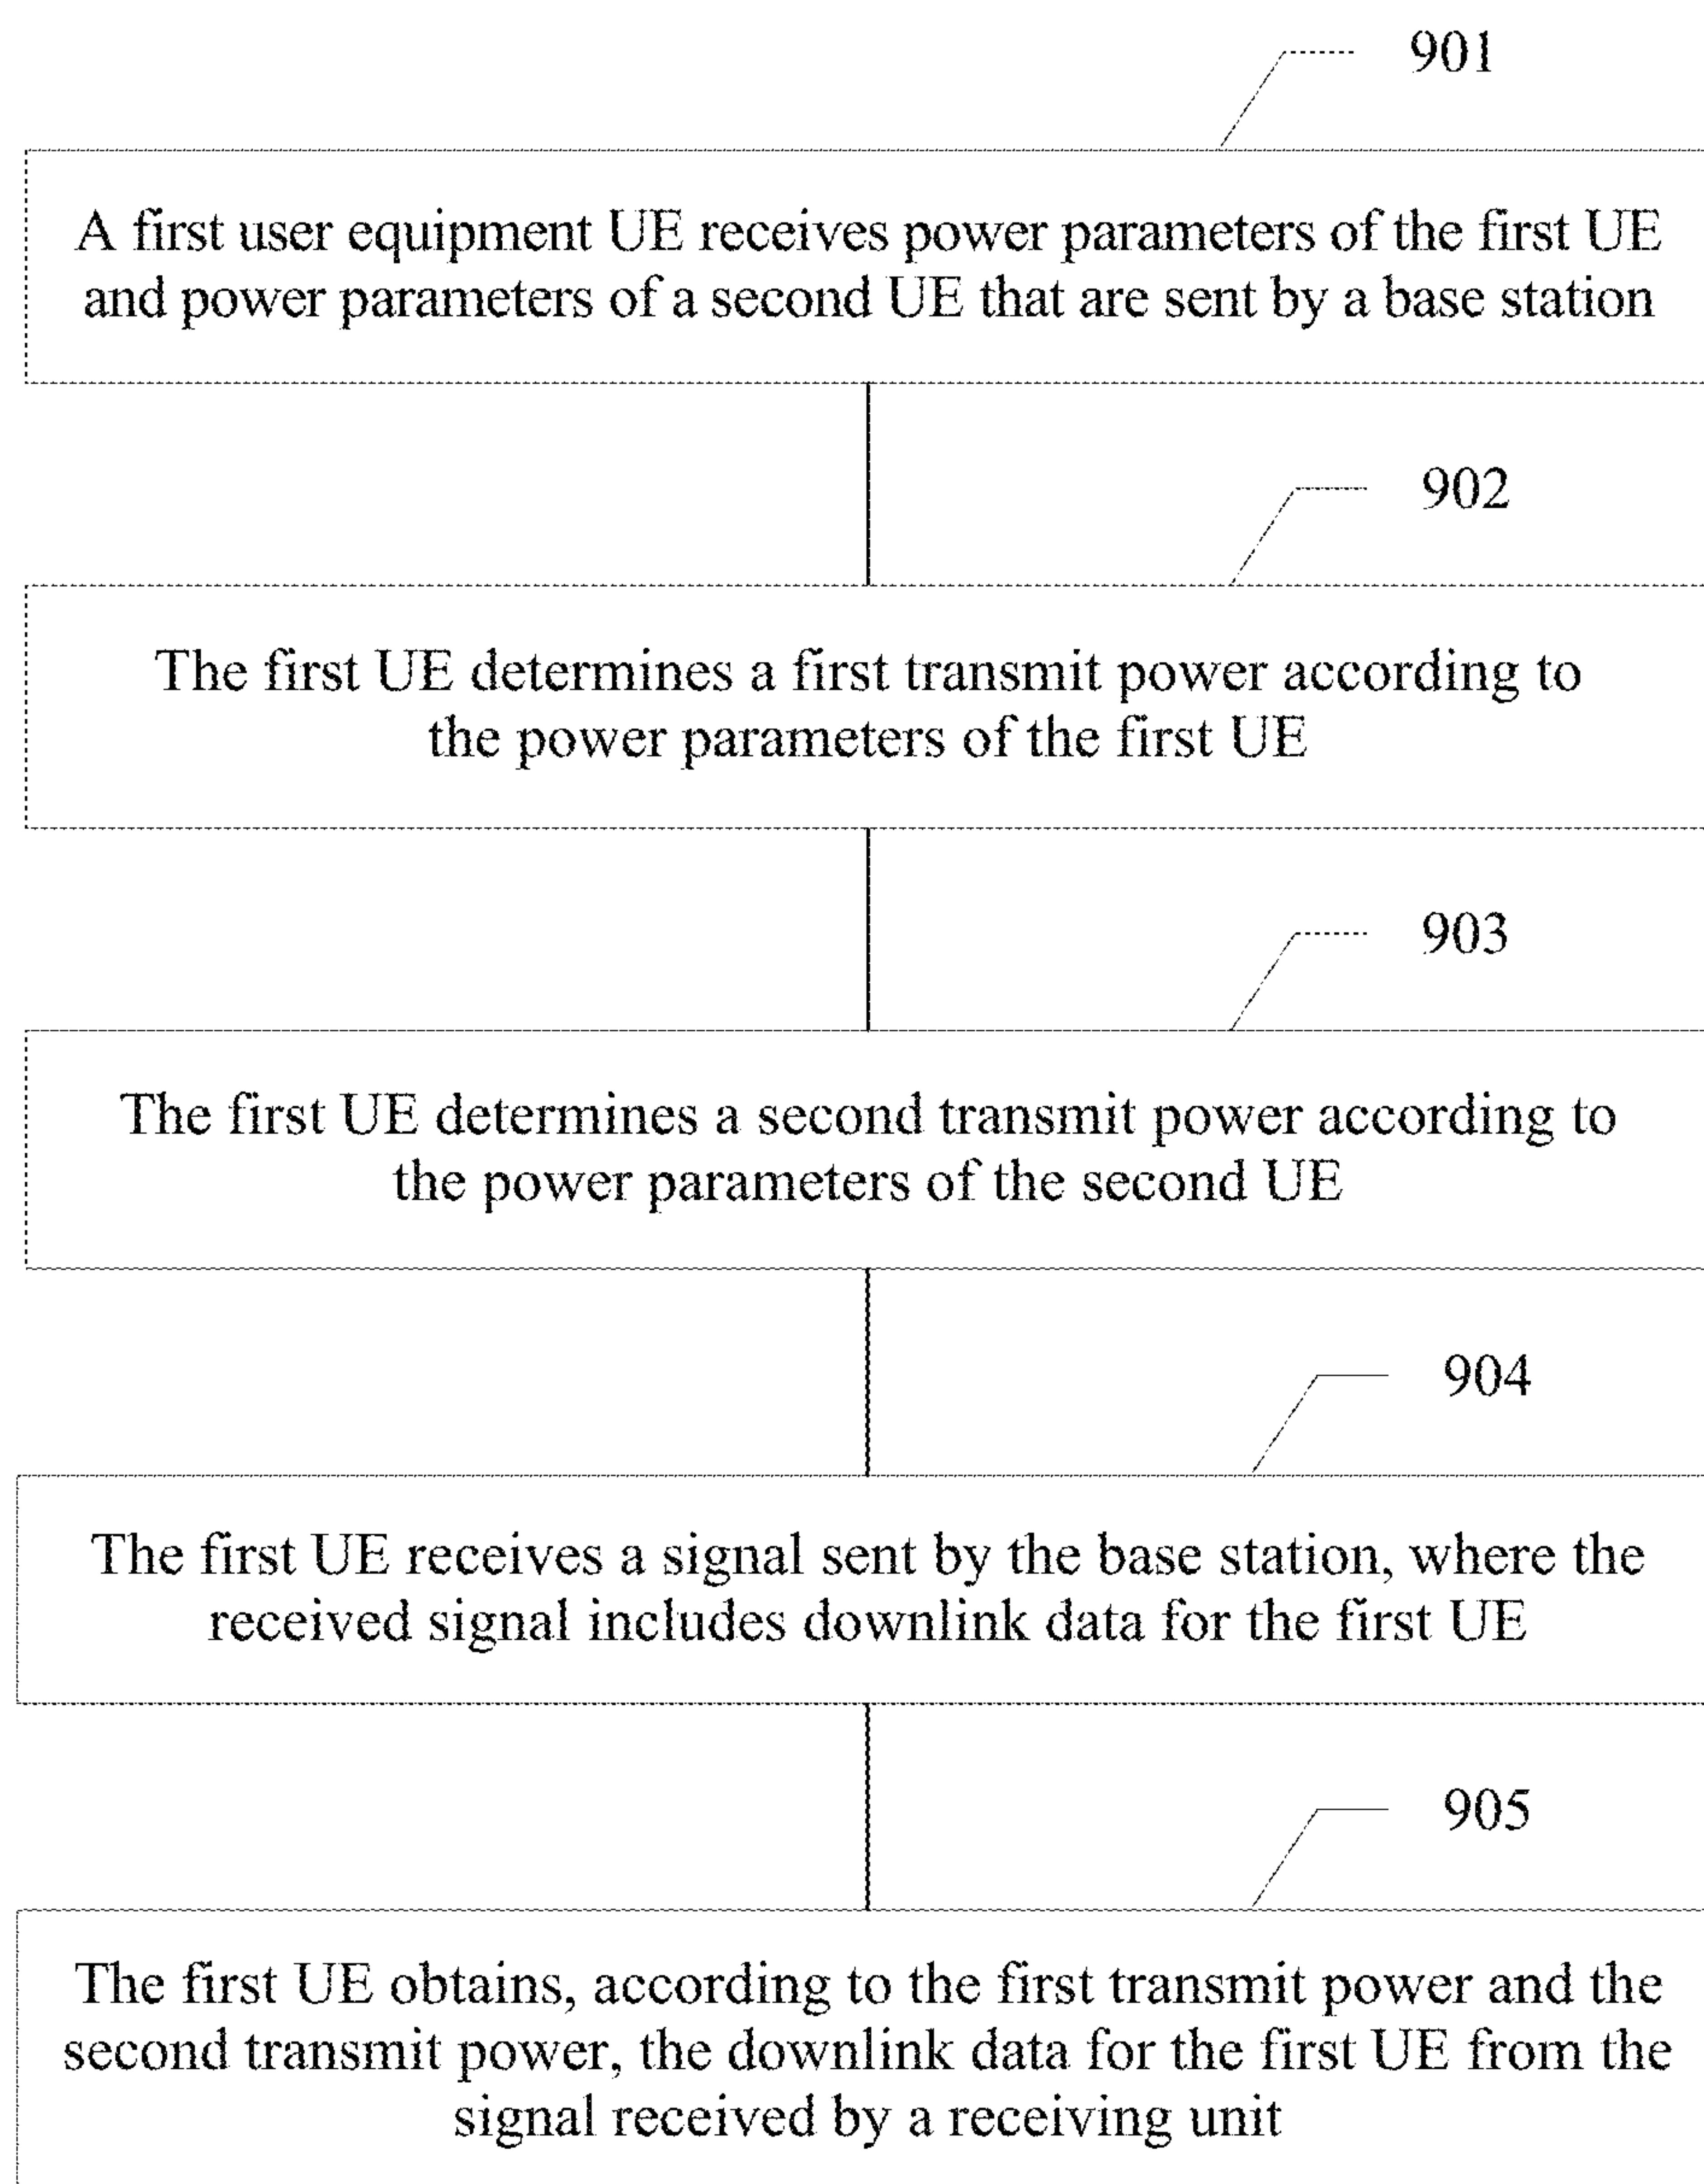 901
A first user equipment UE receives power parameters of the first UE
and power parameters of a second UE that are sent by a base station
902
The first UE determines a first transmit power according to
the power parameters of the first UE
903
The first UE determines a second transmit power according to
the power parameters of the second UE
904
The first UE receives a signal sent by the base station, where the
received signal includes downlink data for the first UE
905
The first UE obtains, according to the first transmit power and the
second transmit power, the downlink data for the first UE from the
signal received by a receiving unit